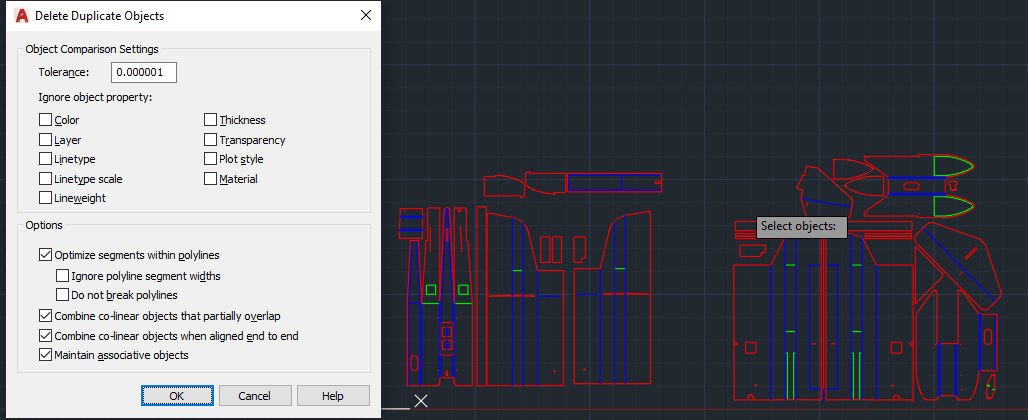 Delete Duplicate Objects
Object Comparison Settings
Tolerance: 0.000001
Ignore object property:
Color
Thickness
Layer
Transparency
Linetype
Plot style
Linetype scale
Material
Lineweight
Options
Optimize segments within polylines
Ignore polyline segment widths
Do not break polylines
Combine co-linear objects that partially overlap
Combine co-linear objects when aligned end to end
Maintain associative objects
OK
Cancel
Help
Select objects: